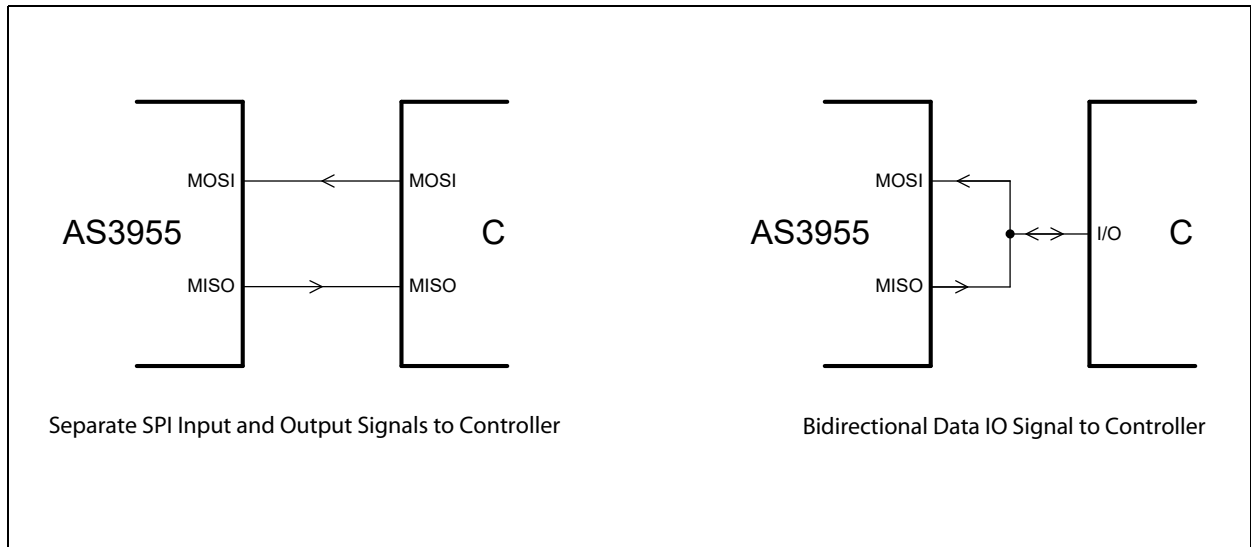 MOSI MOSI
AS3955 C
MISO MISO
Separate SPI Input and Output Signals to Controller
MOSI
AS3955 I/O C
MISO
Bidirectional Data IO Signal to Controller